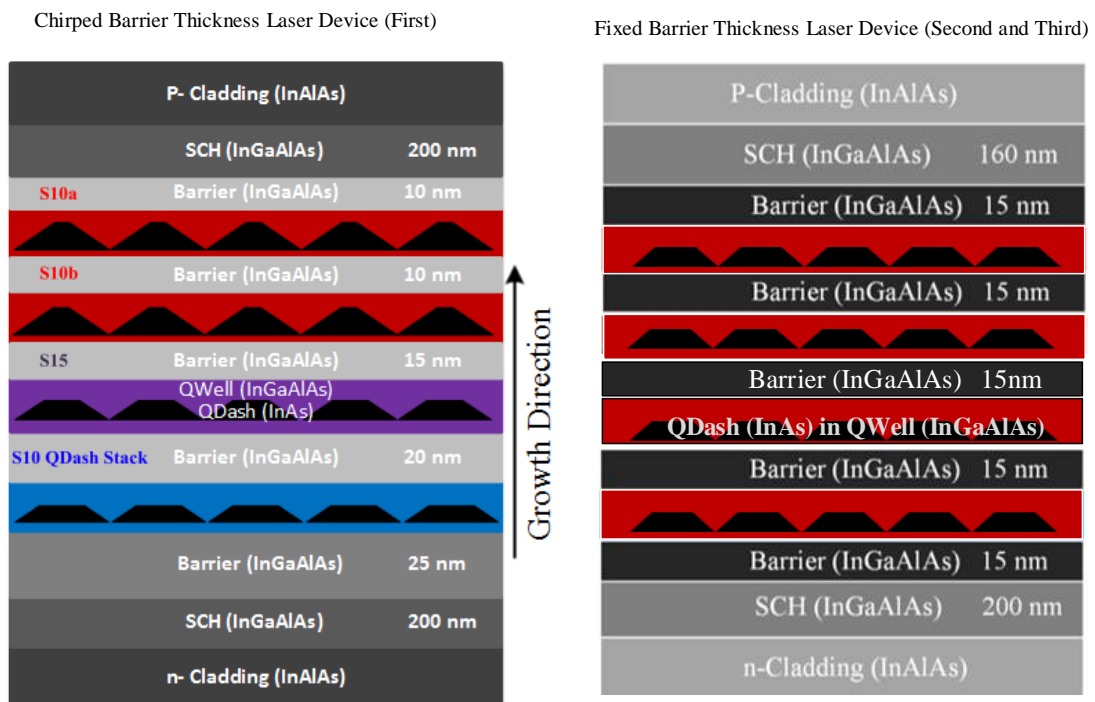 Chirped Barrier Thickness Laser Device (First)
P- Cladding (InAlAs)
SCH (InGaAlAs) 200 nm
S10a Barrier (InGaAlAs) 10 nm
S10b Barrier (InGaAlAs) 10 nm
S15 Barrier (InGaAlAs) 15 nm
QWell (InGaAlAs)
QDash (InAs)
S10 QDash Stack Barrier (InGaAlAs) 20 nm
Barrier (InGaAlAs) 25 nm
SCH (InGaAlAs) 200 nm
n- Cladding (InAlAs)
Growth Direction
Fixed Barrier Thickness Laser Device (Second and Third)
P-Cladding (InAlAs)
SCH (InGaAlAs) 160 nm
Barrier (InGaAlAs) 15 nm
Barrier (InGaAlAs) 15 nm
Barrier (InGaAlAs) 15nm
QDash (InAs) in QWell (InGaAlAs)
Barrier (InGaAlAs) 15 nm
Barrier (InGaAlAs) 15 nm
SCH (InGaAlAs) 200 nm
n-Cladding (InAlAs)